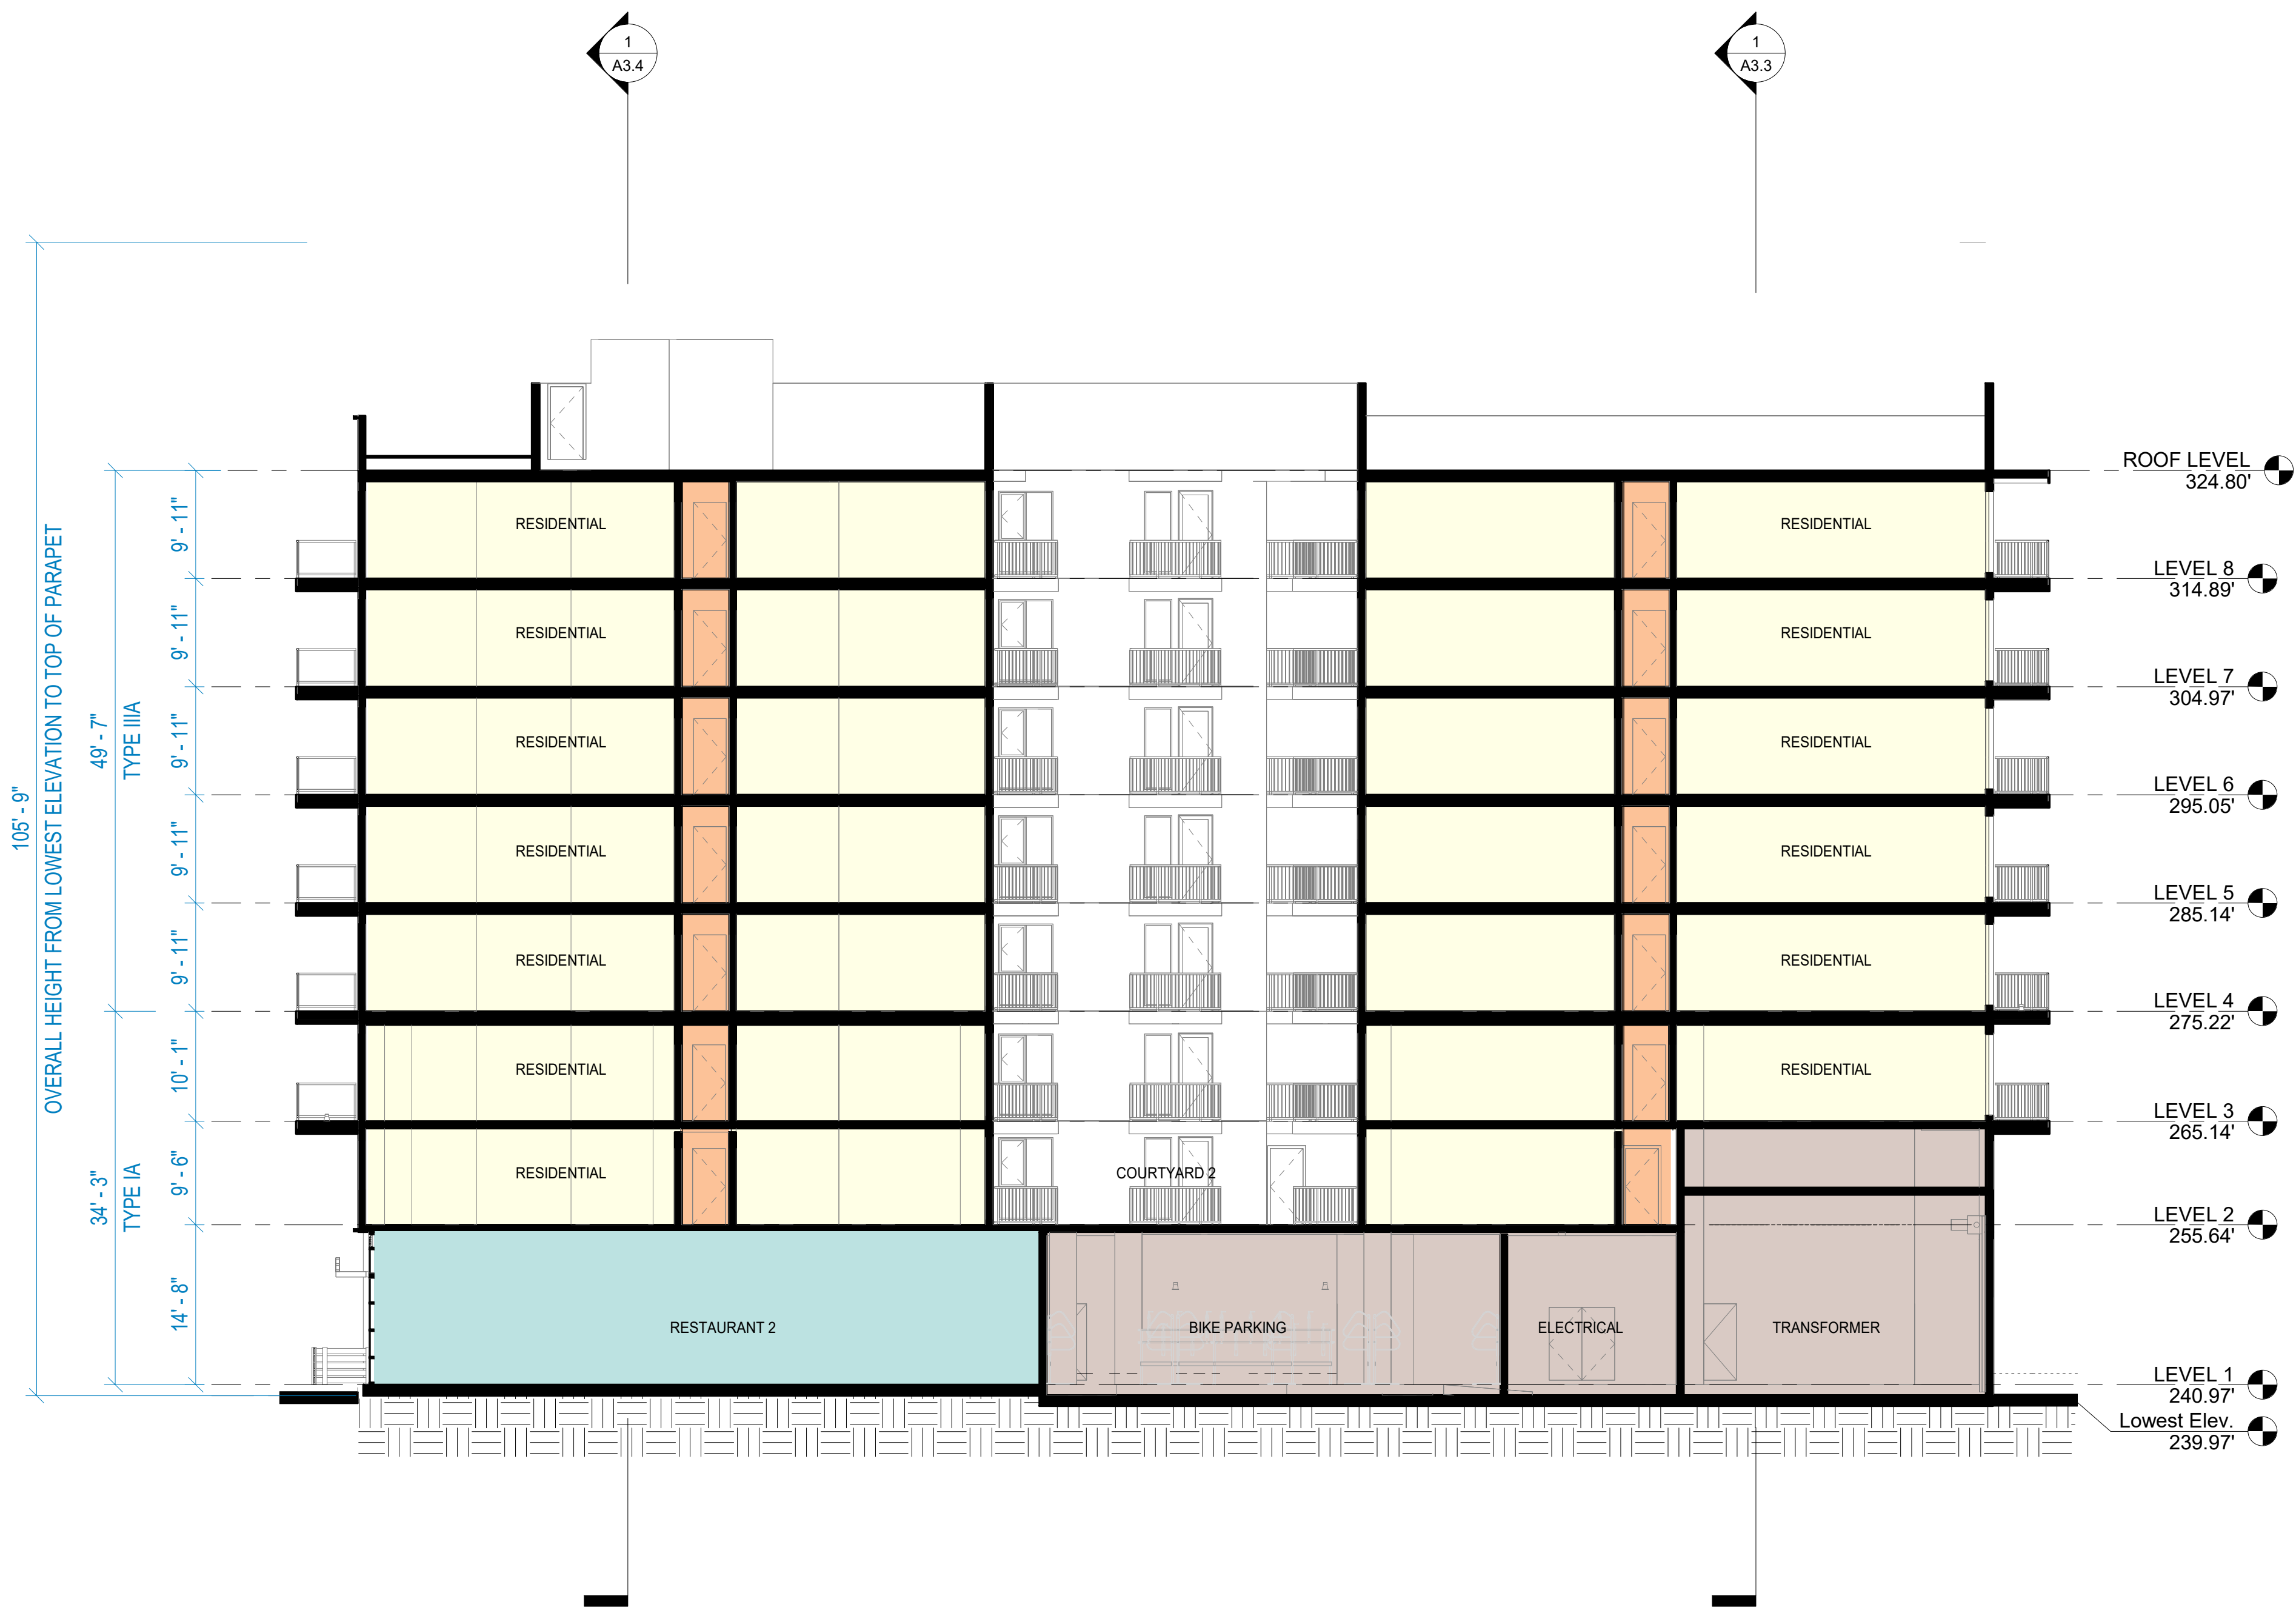 1
A3.4
1
A3.3
105' - 9"
OVERALL HEIGHT FROM LOWEST ELEVATION TO TOP OF PARAPET
49' - 7"
TYPE IIIA
34' - 3"
TYPE IA
9' - 11"
9' - 11"
9' - 11"
9' - 11"
9' - 11"
10' - 1"
9' - 6"
14' - 8"
RESIDENTIAL
RESIDENTIAL
RESIDENTIAL
RESIDENTIAL
RESIDENTIAL
RESIDENTIAL
RESIDENTIAL
RESIDENTIAL
RESIDENTIAL
RESIDENTIAL
RESIDENTIAL
RESIDENTIAL
RESIDENTIAL
COURTYARD 2
RESTAURANT 2
BIKE PARKING
ELECTRICAL
TRANSFORMER
ROOF LEVEL
324.80'
LEVEL 8
314.89'
LEVEL 7
304.97'
LEVEL 6
295.05'
LEVEL 5
285.14'
LEVEL 4
275.22'
LEVEL 3
265.14'
LEVEL 2
255.64'
LEVEL 1
240.97'
Lowest Elev.
239.97'